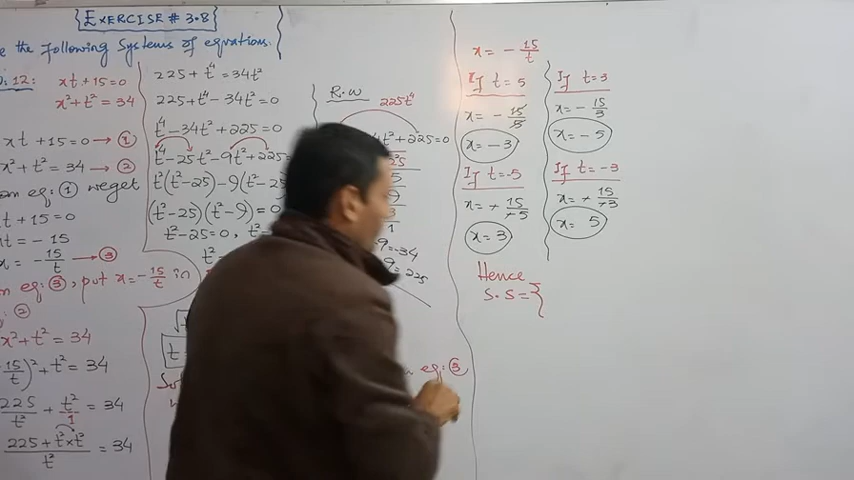 EXERCISE # 3.8
the Following Systems of equations.
12: xt + 15 = 0
x² + t² = 34
xt + 15 = 0 → ①
x² + t² = 34 → ②
eq: ① we get
t + 15 = 0
t = - 15
x = - 15/t → ③
eq: ③, put x = - 15/t in
②
x² + t² = 34
15/t)² + t² = 34
225/t² + t²/1 = 34
225 + t² × t²/t² = 34
225 + t⁴ = 34t²
225 + t⁴ - 34t² = 0
t⁴ - 34t² + 225 = 0
t⁴ - 25t² - 9t² + 225 =
t²(t² - 25) - 9(t² - 25
(t² - 25)(t² - 9) = 0
t² - 25 = 0,
R.W
225t⁴
t² + 225 = 0
9 = -34
9 = 225
eq: ③
x = - 15/t
If t = 5
x = - 15/5
x = - 3
If t = -5
x = + 15/+5
x = 3
If t = 3
x = - 15/3
x = - 5
If t = -3
x = + 15/+3
x = 5
Hence
S.S = {